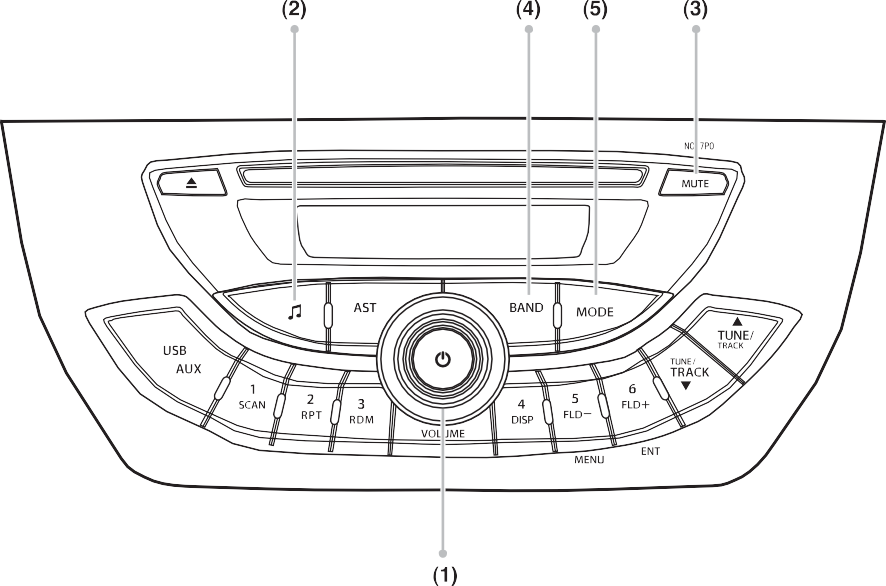 (2)
(4)
(5)
(3)
MUTE
AST
BAND
MODE
USB
AUX
1
SCAN
2
RPT
3
RDM
VOLUME
4
DISP
5
FLD−
6
FLD+
TUNE/
TRACK
▼
▲
TUNE/
TRACK
MENU
ENT
(1)